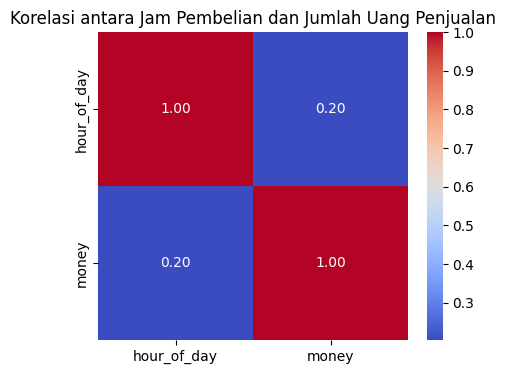 Korelasi antara Jam Pembelian dan Jumlah Uang Penjualan
hour_of_day
1.00
0.20
money
0.20
1.00
hour_of_day
money
1.0
0.9
0.8
0.7
0.6
0.5
0.4
0.3